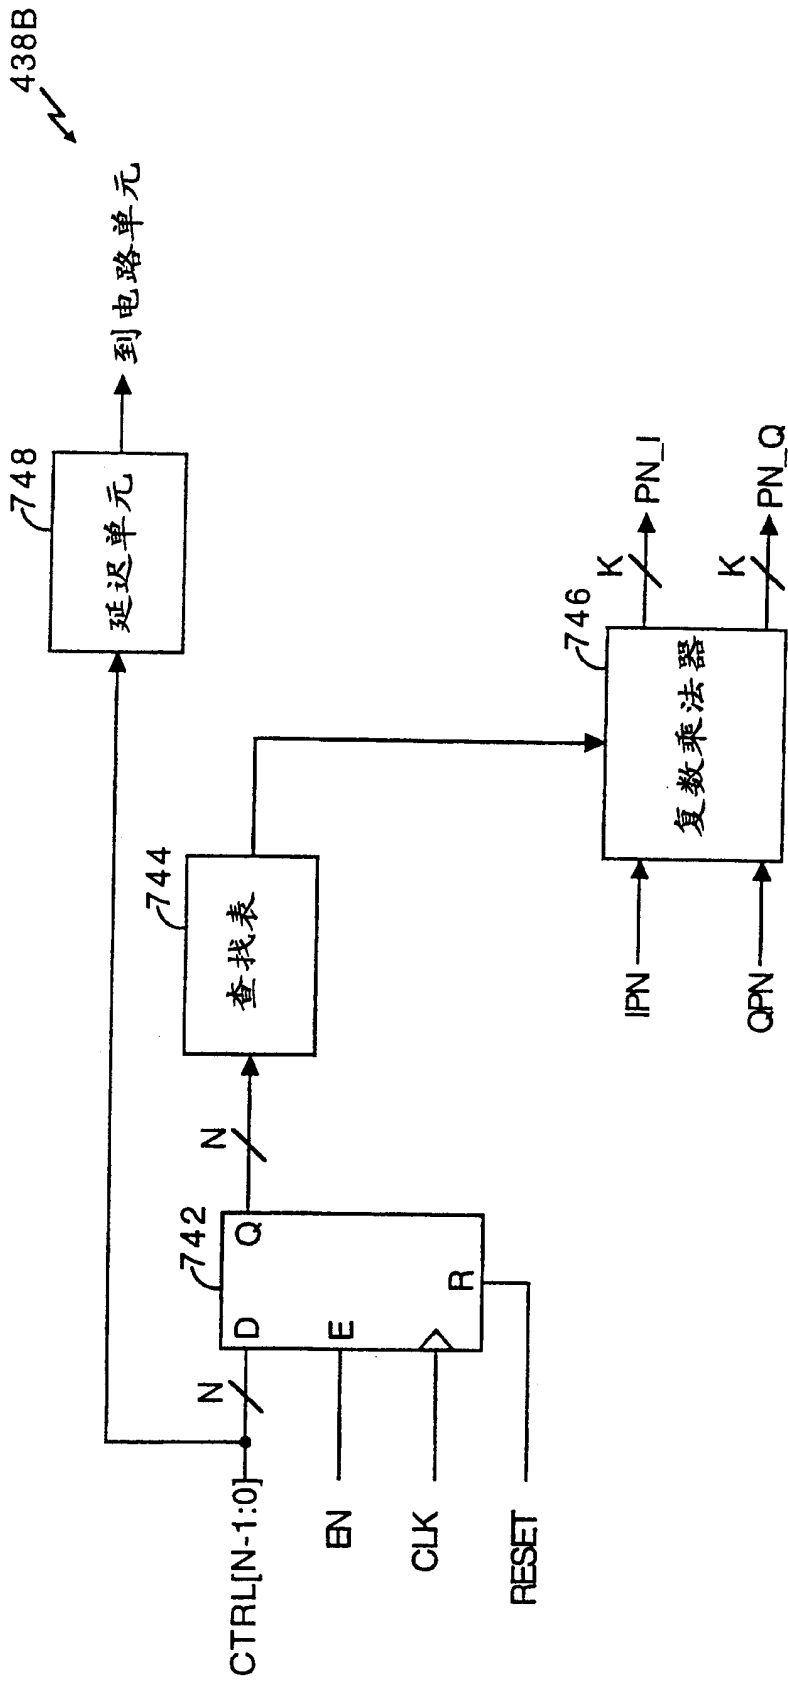 438B
748
延迟单元
到电路单元
744
查找表
746
复数乘法器
K
PN_I
K
PN_Q
IPN
QPN
742
N
N
D
Q
E
R
CTRL[N-1:0]
EN
CLK
RESET